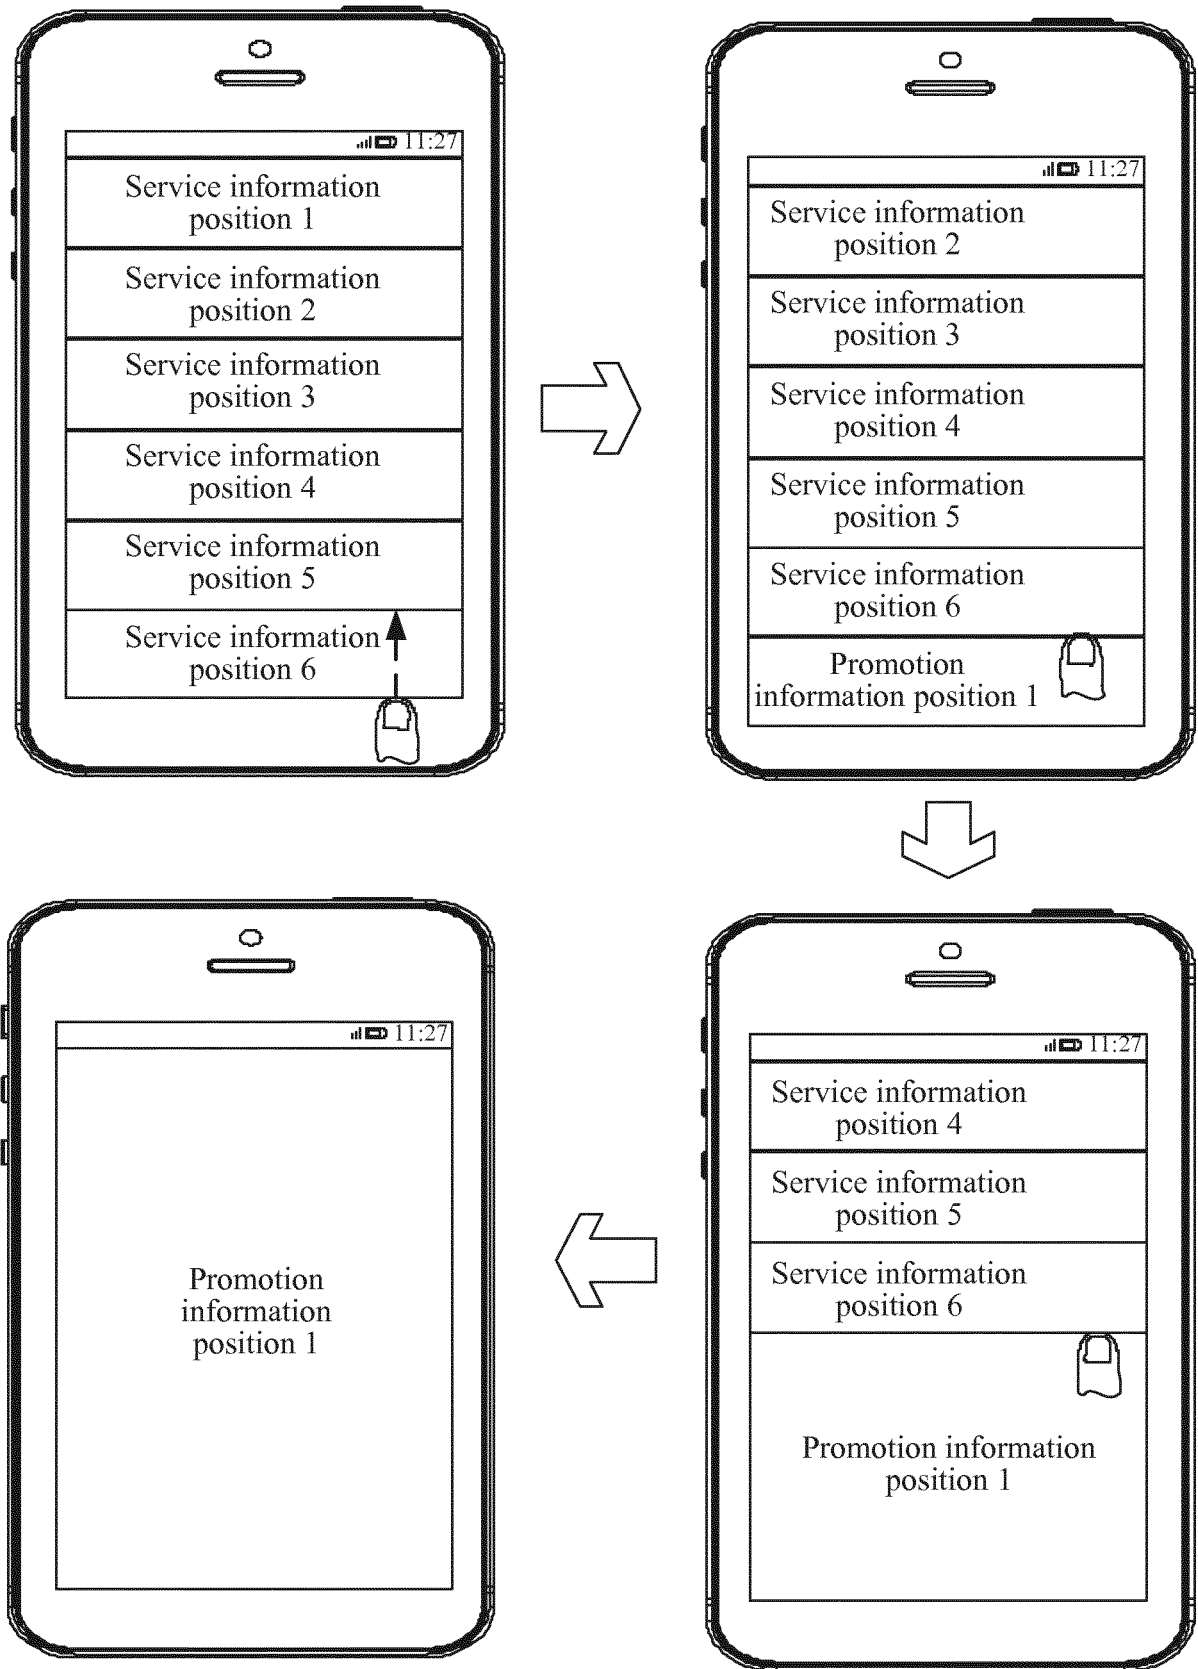 11:27
Service information
position 1
Service information
position 2
Service information
position 3
Service information
position 4
Service information
position 5
Service information
position 6
11:27
Service information
position 2
Service information
position 3
Service information
position 4
Service information
position 5
Service information
position 6
Promotion
information position 1
11:27
Service information
position 4
Service information
position 5
Service information
position 6
Promotion information
position 1
11:27
Promotion
information
position 1